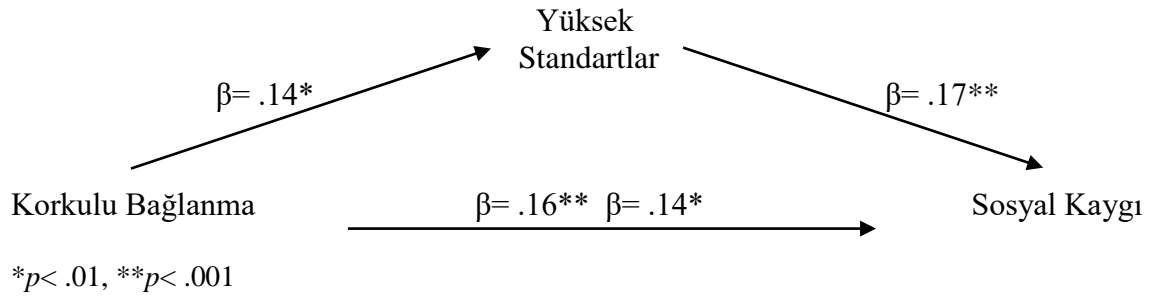 Yüksek
Standartlar
β= .14*
β= .17**
Korkulu Bağlanma
β= .16** β= .14*
Sosyal Kaygı
*p< .01, **p< .001